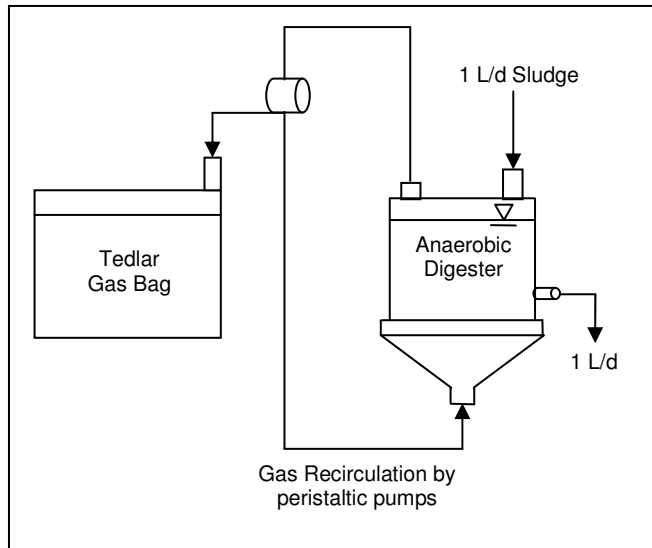 1 L/d Sludge
Tedlar
Gas Bag
Anaerobic
Digester
1 L/d
Gas Recirculation by
peristaltic pumps